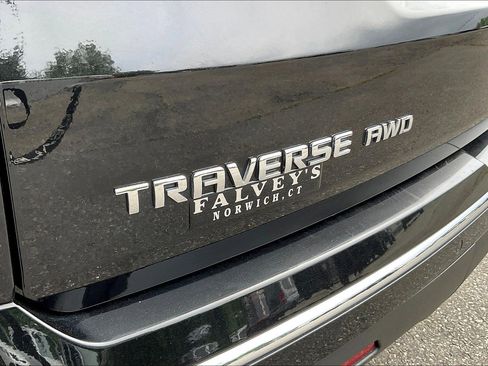 TRAVERSE AWD
FALVEY'S
NORWICH, CT